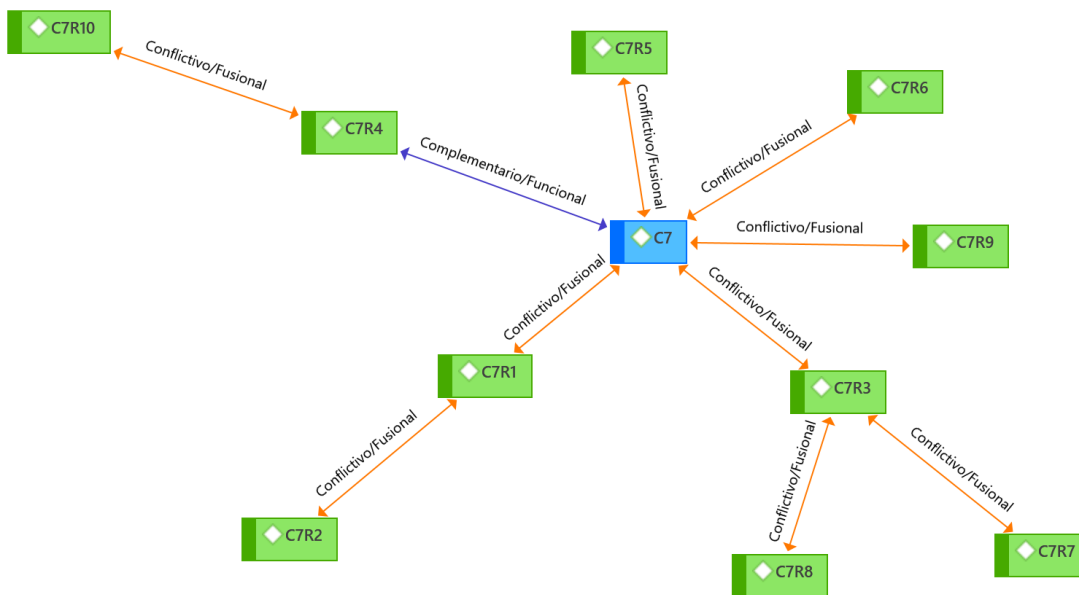 C7R10
Conflictivo/Fusional
C7R5
C7R6
C7R4
Conflictivo/Fusional
Conflictivo/Fusional
Complementario/Funcional
C7
Conflictivo/Fusional
C7R9
Conflictivo/Fusional
Conflictivo/Fusional
C7R1
C7R3
Conflictivo/Fusional
Conflictivo/Fusional
Conflictivo/Fusional
C7R2
C7R8
C7R7